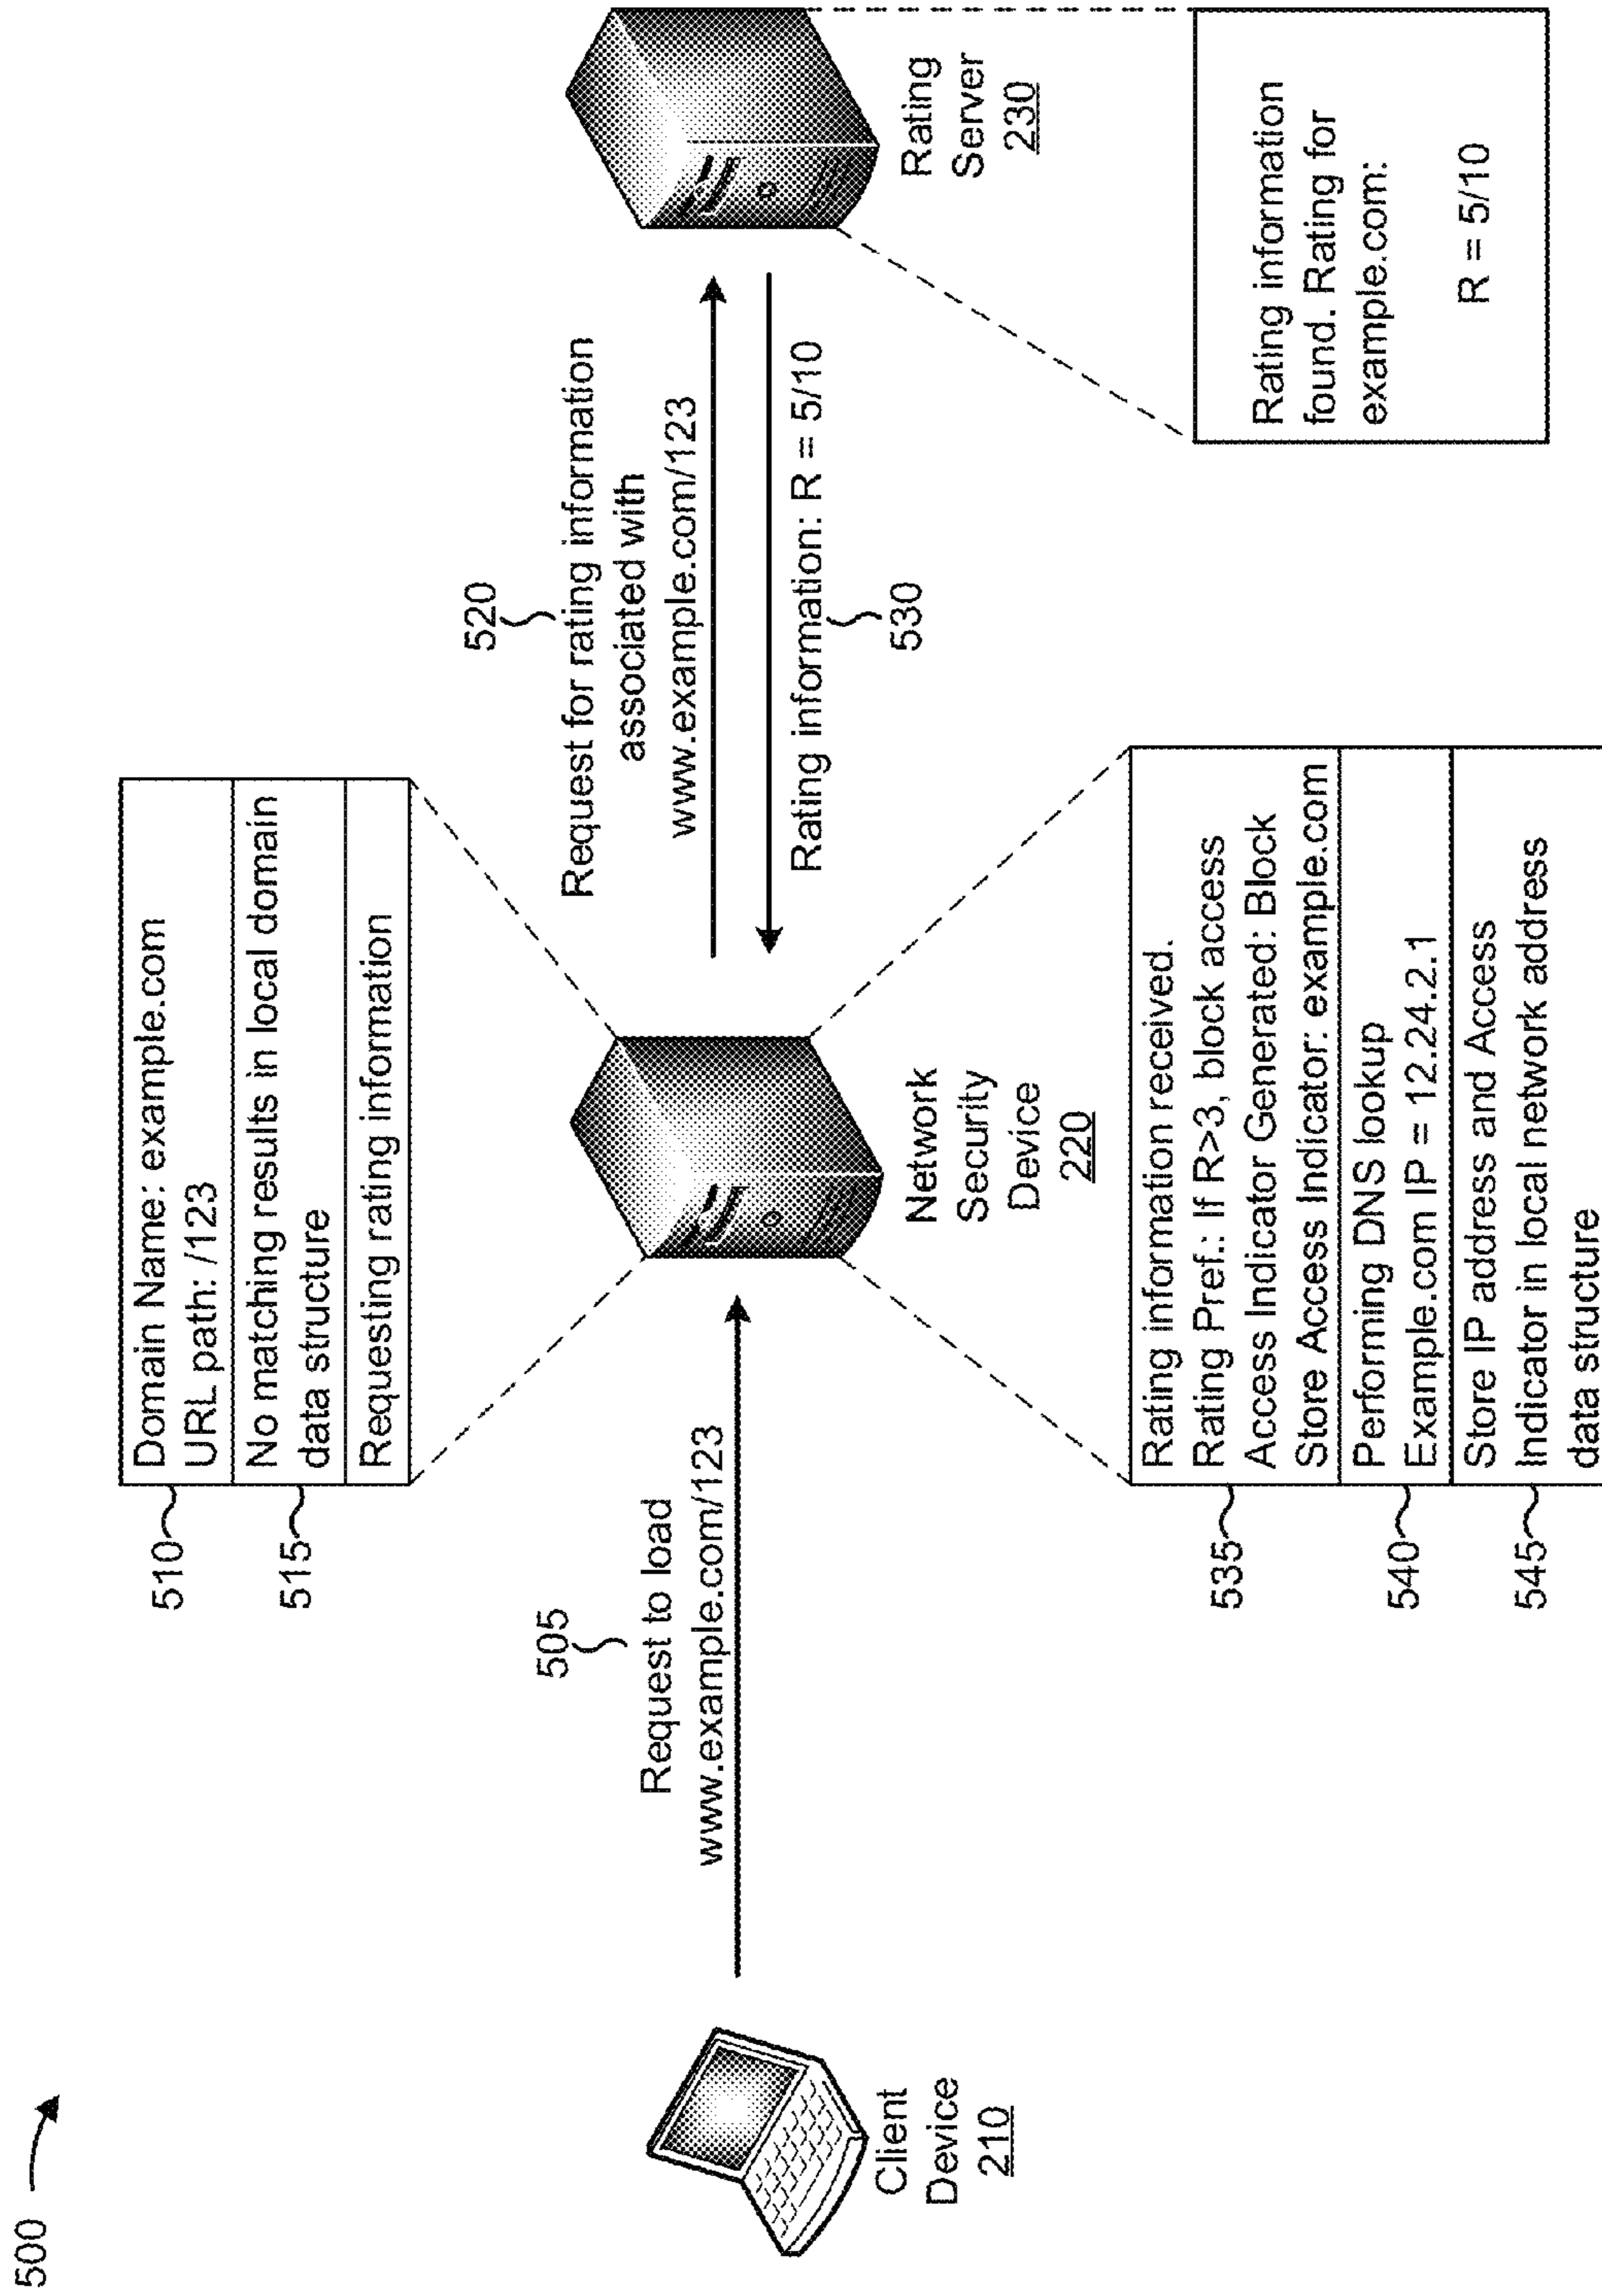 500
510
Domain Name: example.com
URL path: /123
515
No matching results in local domain
data structure
Requesting rating information
505
Request to load
www.example.com/123
520
Request for rating information
associated with
www.example.com/123
Rating information: R = 5/10
530
Client
Device
210
Network
Security
Device
220
Rating
Server
230
535
Rating information received.
Rating Pref.: If R>3, block access
Access Indicator Generated: Block
Store Access Indicator: example.com
540
Performing DNS lookup
Example.com IP = 12.24.2.1
545
Store IP address and Access
Indicator in local network address
data structure
Rating information
found. Rating for
example.com:
R = 5/10